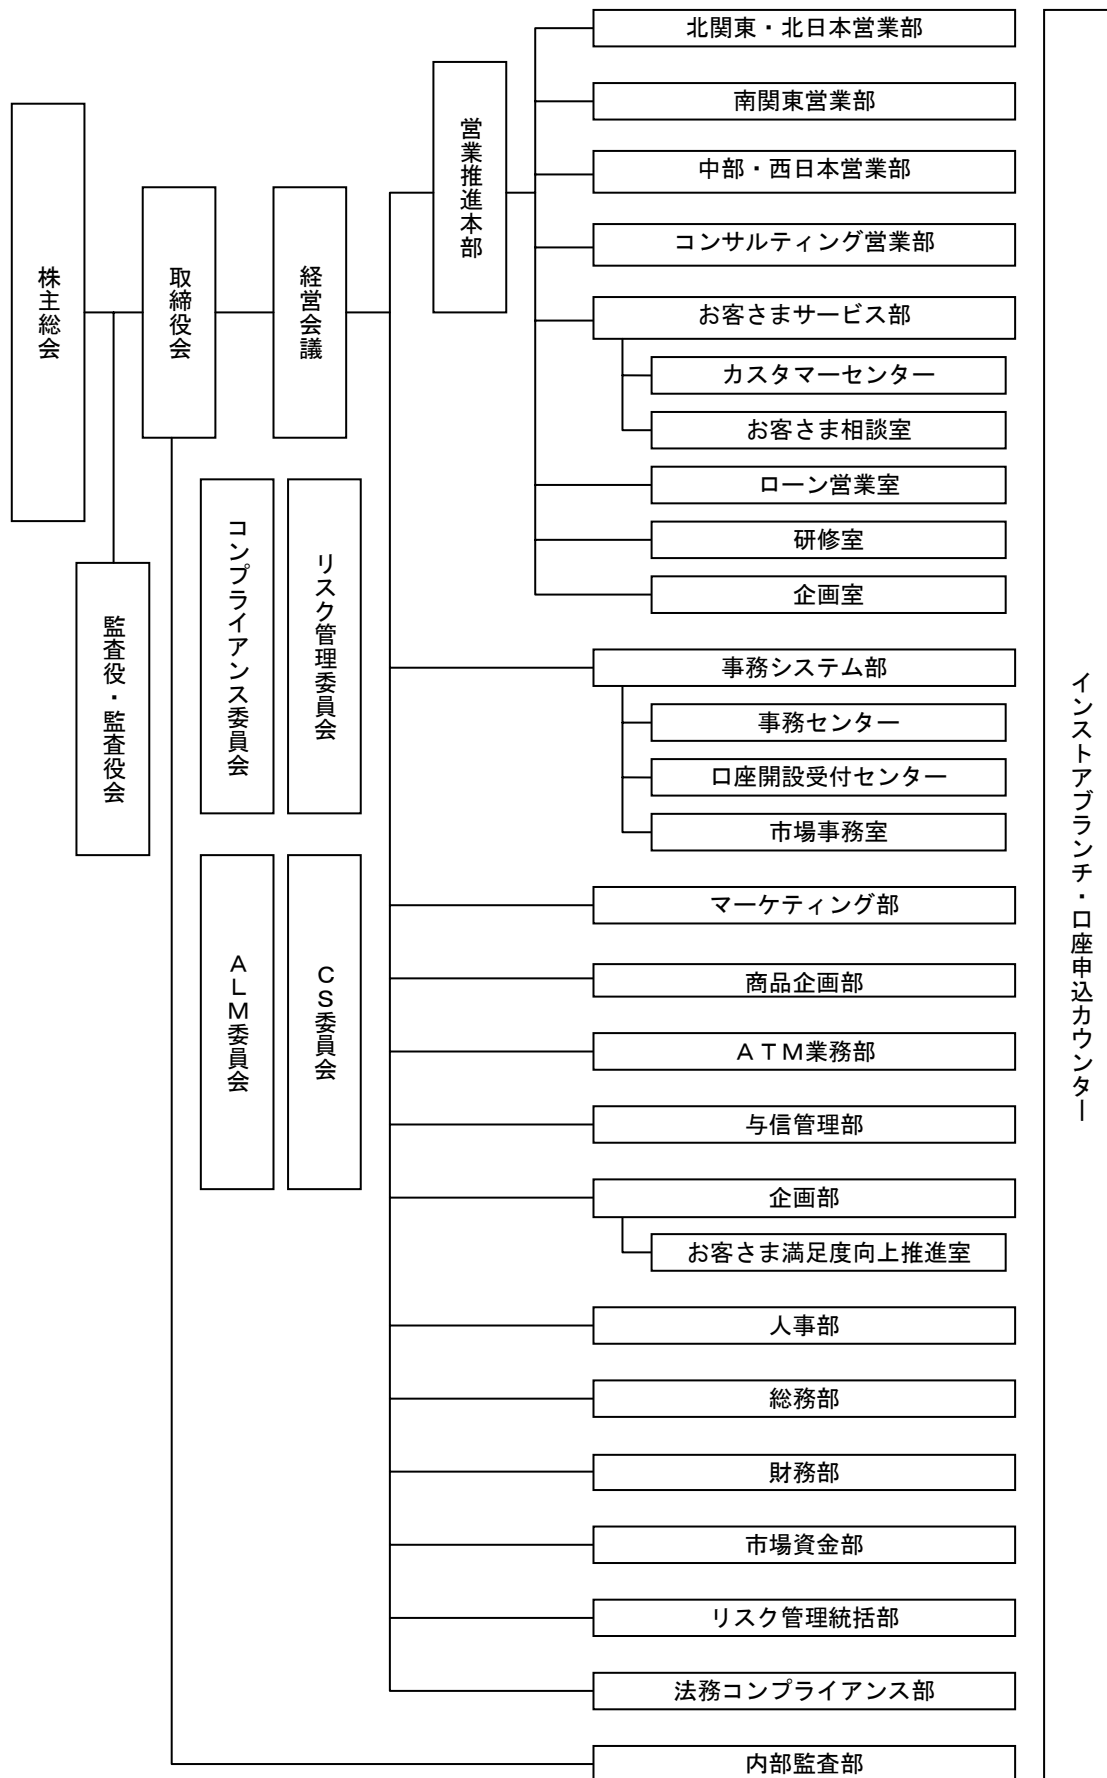 株主総会
監査役・監査役会
取締役会
経営会議
コンプライアンス委員会
リスク管理委員会
ＡＬＭ委員会
ＣＳ委員会
営業推進本部
北関東・北日本営業部
南関東営業部
中部・西日本営業部
コンサルティング営業部
お客さまサービス部
カスタマーセンター
お客さま相談室
ローン営業室
研修室
企画室
事務システム部
事務センター
口座開設受付センター
市場事務室
マーケティング部
商品企画部
ＡＴＭ業務部
与信管理部
企画部
お客さま満足度向上推進室
人事部
総務部
財務部
市場資金部
リスク管理統括部
法務コンプライアンス部
内部監査部
インストアブランチ・口座申込カウンター